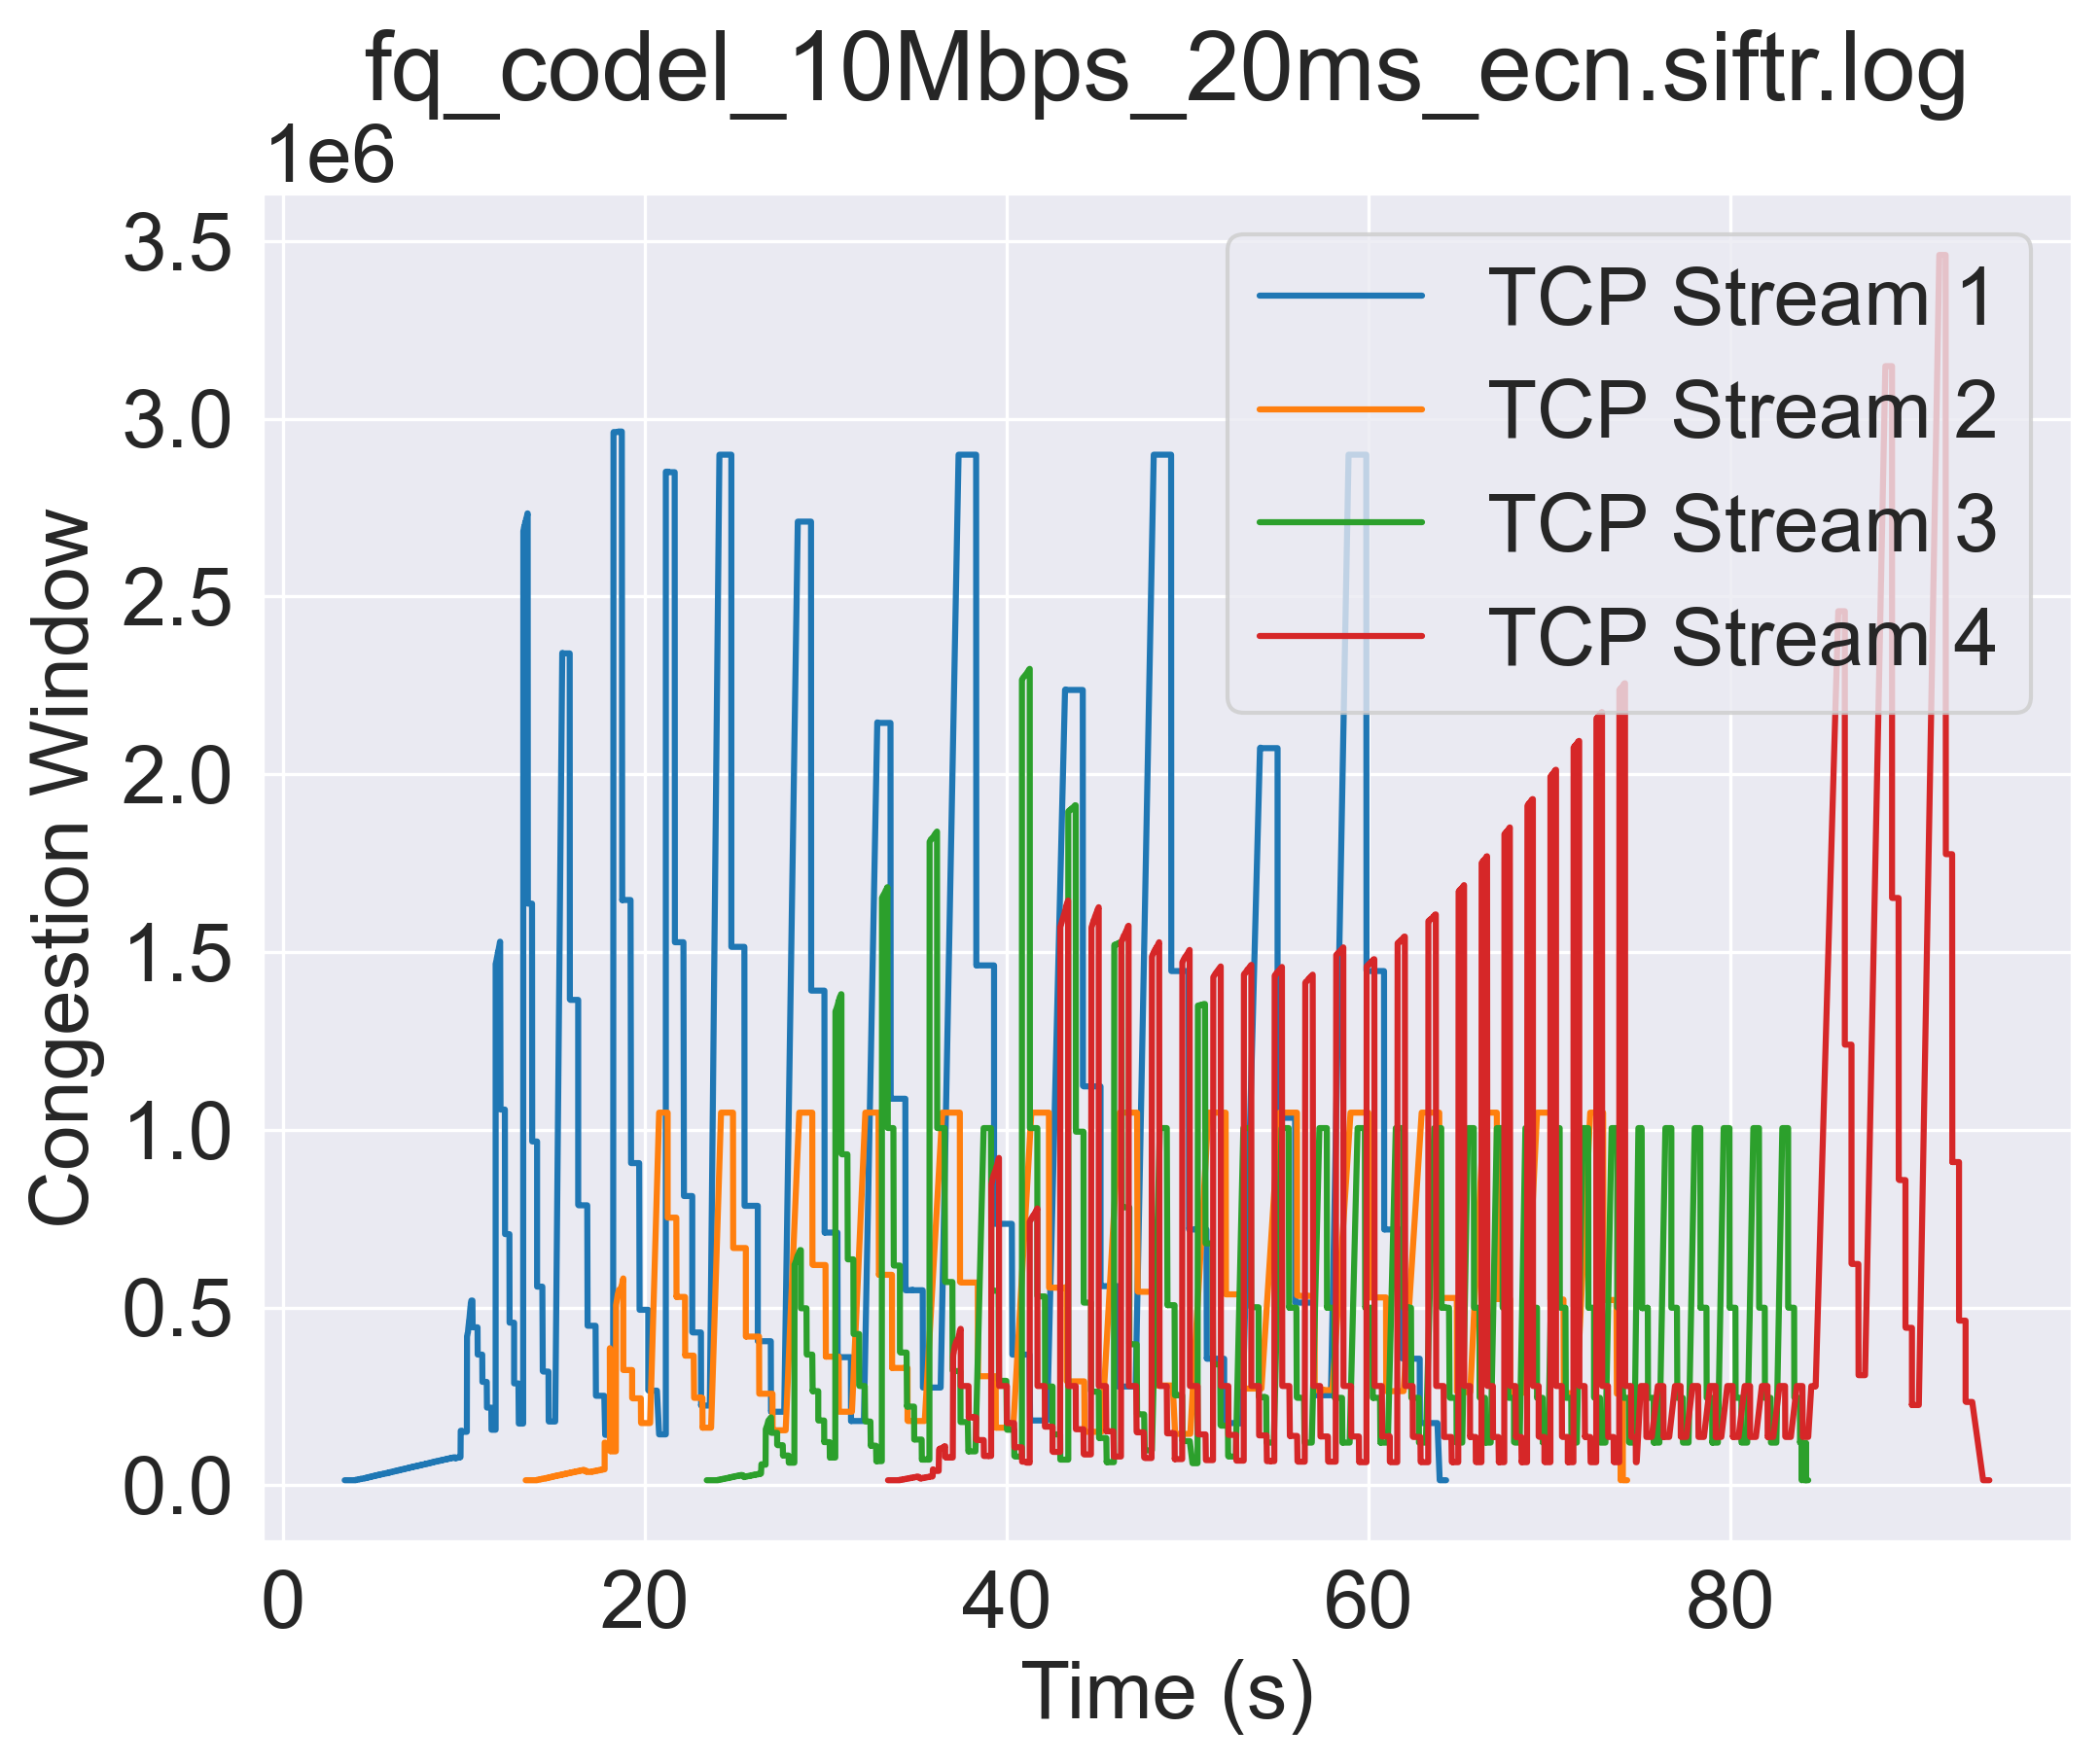 fq_codel_10Mbps_20ms_ecn.siftr.log
1e6
3.5
3.0
2.5
2.0
1.5
1.0
0.5
0.0
Congestion Window
TCP Stream 1
TCP Stream 2
TCP Stream 3
TCP Stream 4
0 20 40 60 80
Time (s)